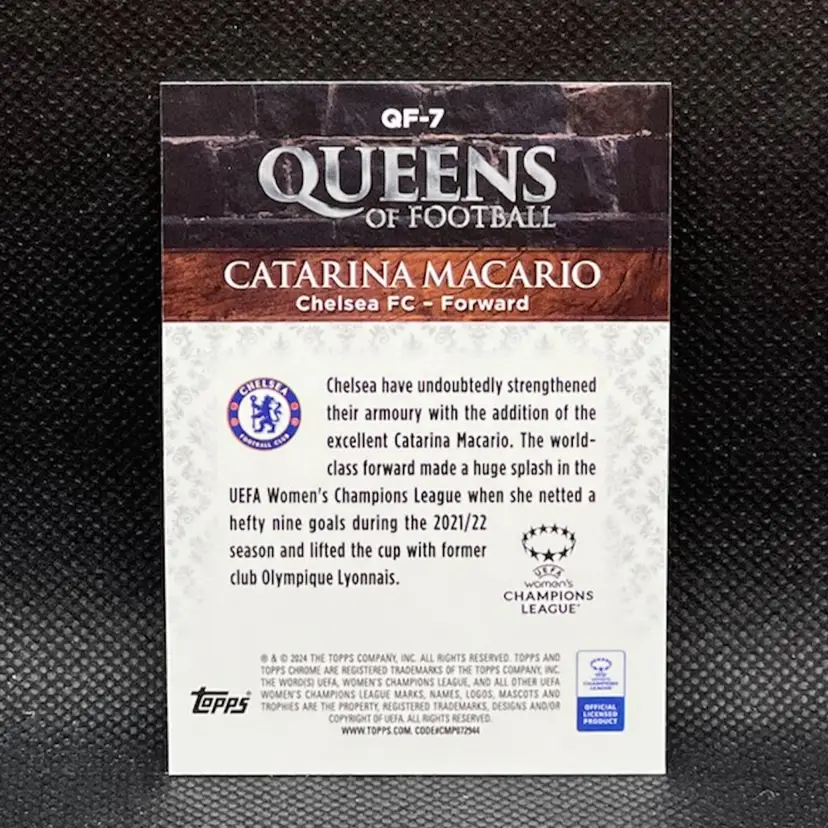 QF-7
QUEENS
OF FOOTBALL
CATARINA MACARIO
Chelsea FC – Forward
CHELSEA
FOOTBALL CLUB
Chelsea have undoubtedly strengthened
their armoury with the addition of the
excellent Catarina Macario. The world-
class forward made a huge splash in the
UEFA Women's Champions League when she netted a
hefty nine goals during the 2021/22
season and lifted the cup with former
club Olympique Lyonnais.
UEFA
women's
CHAMPIONS
LEAGUE
topps®
® & © 2024 THE TOPPS COMPANY, INC. ALL RIGHTS RESERVED. TOPPS AND
TOPPS CHROME ARE REGISTERED TRADEMARKS OF THE TOPPS COMPANY, INC.
THE WORD(S) UEFA, WOMEN'S CHAMPIONS LEAGUE, AND ALL OTHER UEFA
WOMEN'S CHAMPIONS LEAGUE MARKS, NAMES, LOGOS, MASCOTS AND
TROPHIES ARE THE PROPERTY, REGISTERED TRADEMARKS, DESIGNS AND/OR
COPYRIGHT OF UEFA. ALL RIGHTS RESERVED.
WWW.TOPPS.COM. CODE#CMP072944
CHAMPIONS
LEAGUE
OFFICIAL
LICENSED
PRODUCT